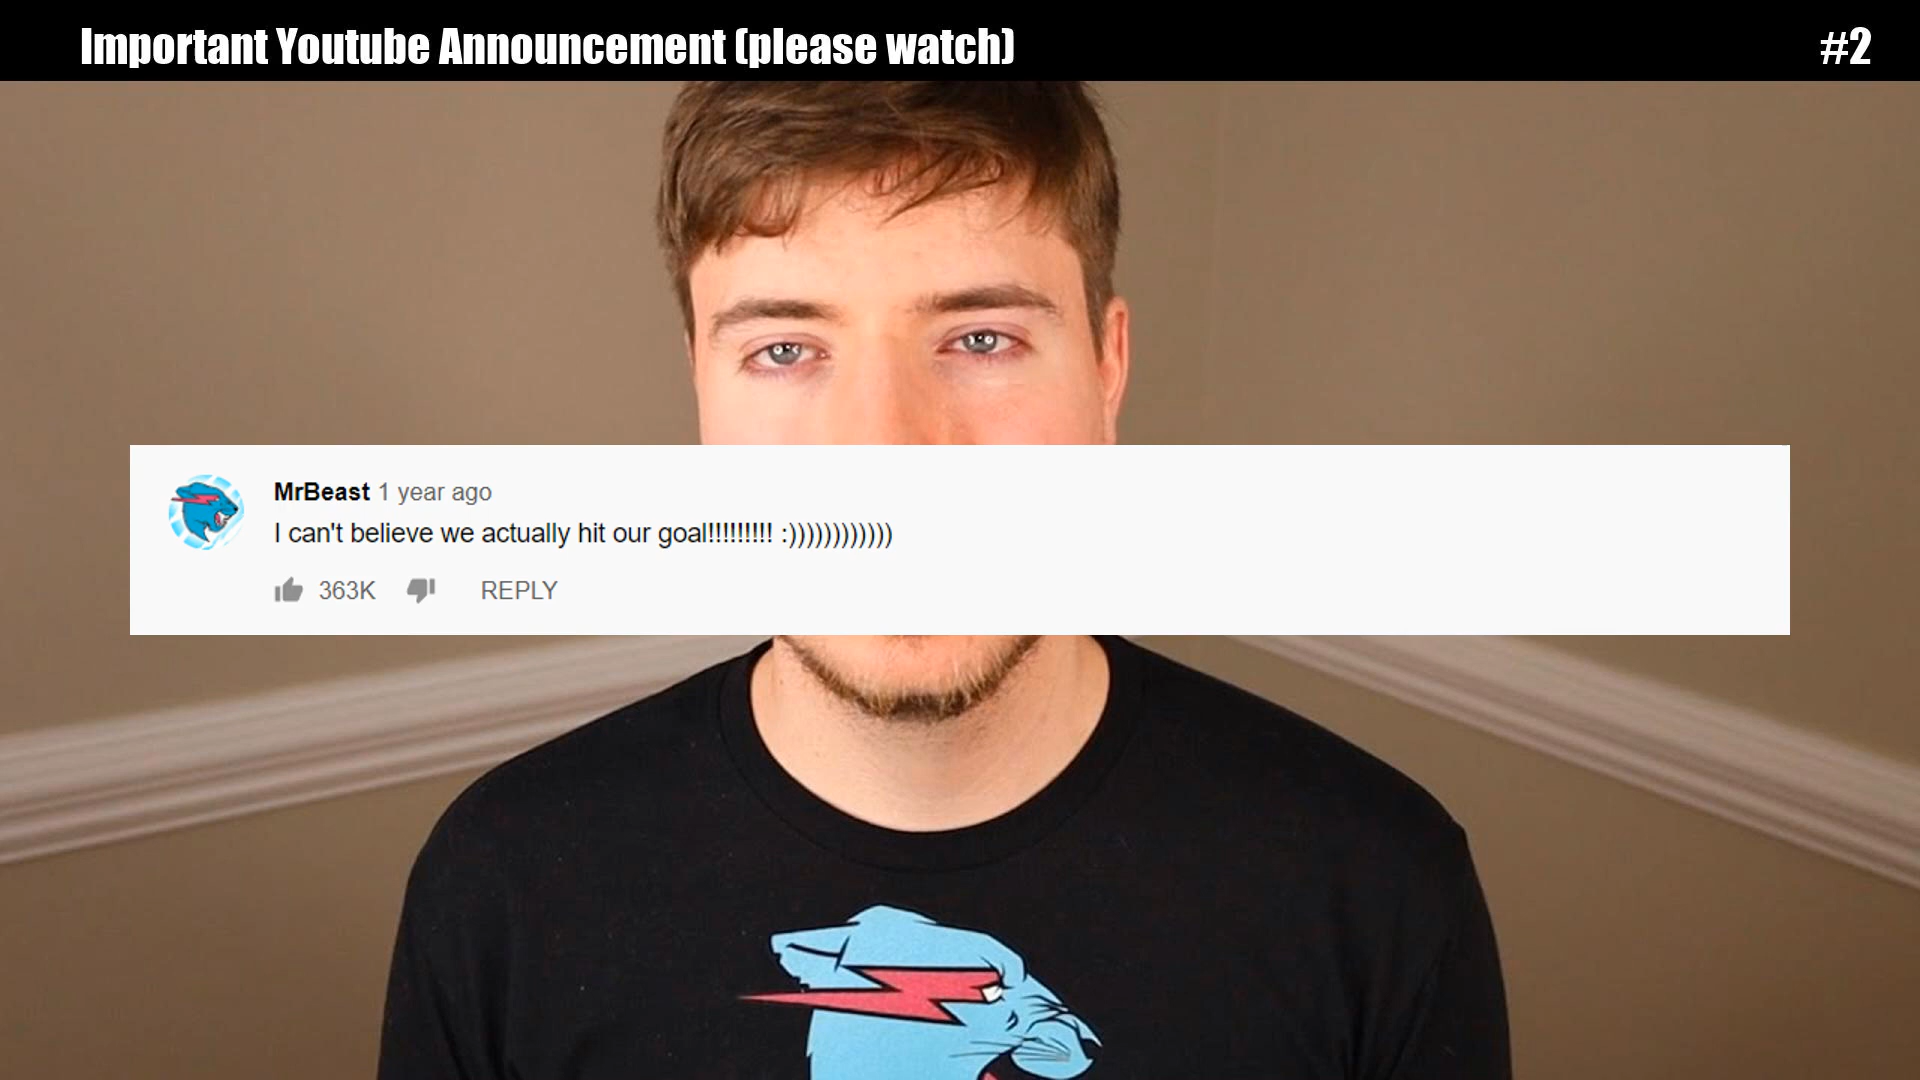 Important Youtube Announcement (please watch)
#2
MrBeast 1 year ago
I can't believe we actually hit our goal!!!!!!!!! :))))))))))))
363K REPLY